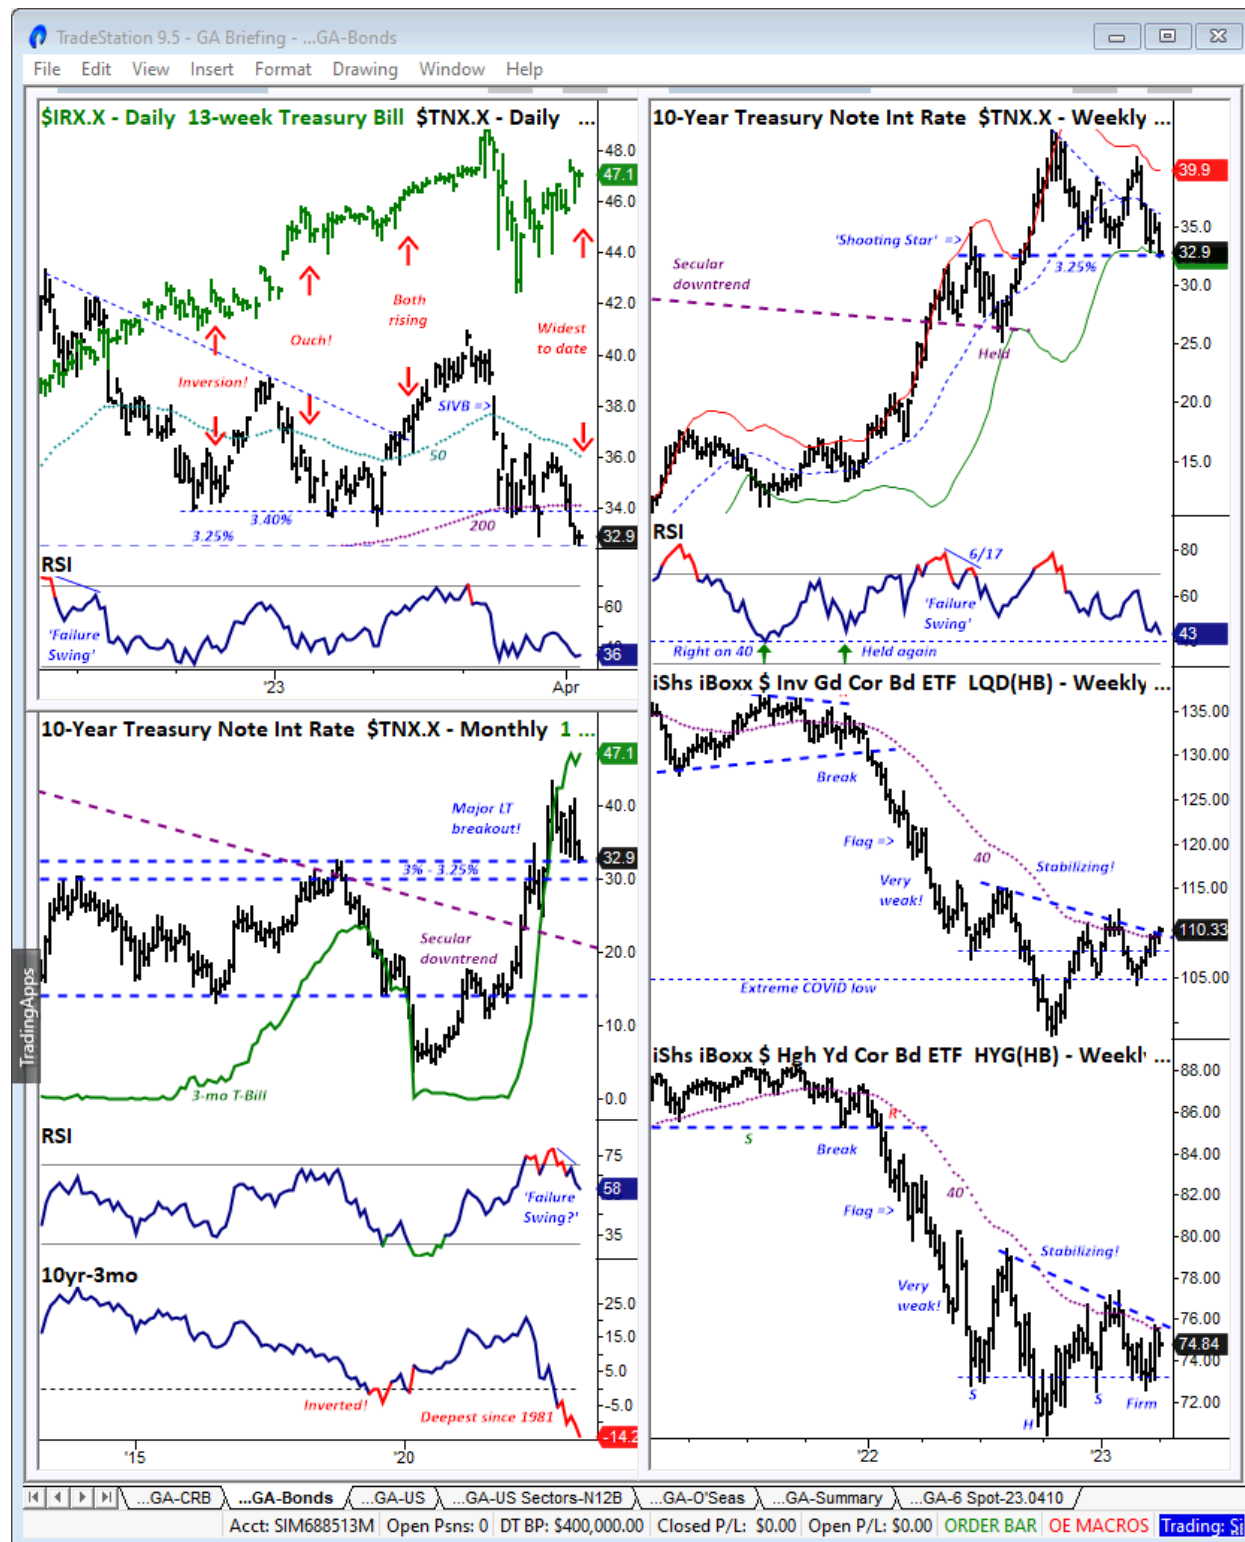 TradeStation 9.5 - GA Briefing - ...GA-Bonds
File Edit View Insert Format Drawing Window Help
$IRX.X - Daily 13-week Treasury Bill $TNX.X - Daily ...
48.0
47.1
46.0
44.0
42.0
40.0
38.0
36.0
34.0
32.9
Inversion!
Ouch!
Both
rising
Widest
to date
SIVB =>
50
3.40%
200
3.25%
RSI
60
36
'Failure
Swing'
'23
Apr
10-Year Treasury Note Int Rate $TNX.X - Monthly 1 ...
47.1
40.0
32.9
30.0
20.0
10.0
0.0
Major LT
breakout!
3% - 3.25%
Secular
downtrend
3-mo T-Bill
RSI
75
58
35
'Failure
Swing?'
10yr-3mo
25.0
15.0
5.0
-5.0
-14.2
Inverted!
Deepest since 1981
'15
'20
10-Year Treasury Note Int Rate $TNX.X - Weekly ...
39.9
35.0
32.9
30.0
25.0
20.0
15.0
'Shooting Star' =>
3.25%
Secular
downtrend
Held
RSI
80
60
43
6/17
'Failure
Swing'
Right on 40
Held again
iShs iBoxx $ Inv Gd Cor Bd ETF LQD(HB) - Weekly ...
135.00
130.00
125.00
120.00
115.00
110.33
105.00
Break
Flag =>
Very
weak!
40
Stabilizing!
Extreme COVID low
iShs iBoxx $ Hgh Yd Cor Bd ETF HYG(HB) - Weekly ...
88.00
86.00
84.00
82.00
80.00
78.00
76.00
74.84
74.00
72.00
R
S
Break
40
Flag =>
Very
weak!
Stabilizing!
S
H
S
Firm
'22
'23
...GA-CRB ...GA-Bonds ...GA-US ...GA-US Sectors-N12B ...GA-O'Seas ...GA-Summary ...GA-6 Spot-23.0410
Acct: SIM688513M Open Psns: 0 DT BP: $400,000.00 Closed P/L: $0.00 Open P/L: $0.00 ORDER BAR OE MACROS Trading: Si
TradingApps